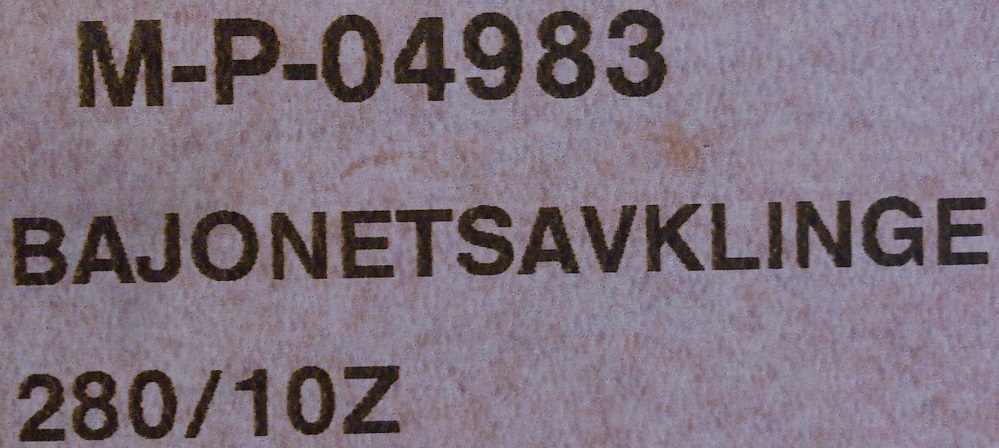 M-P-04983
BAJONETSAVKLINGE
280/10Z